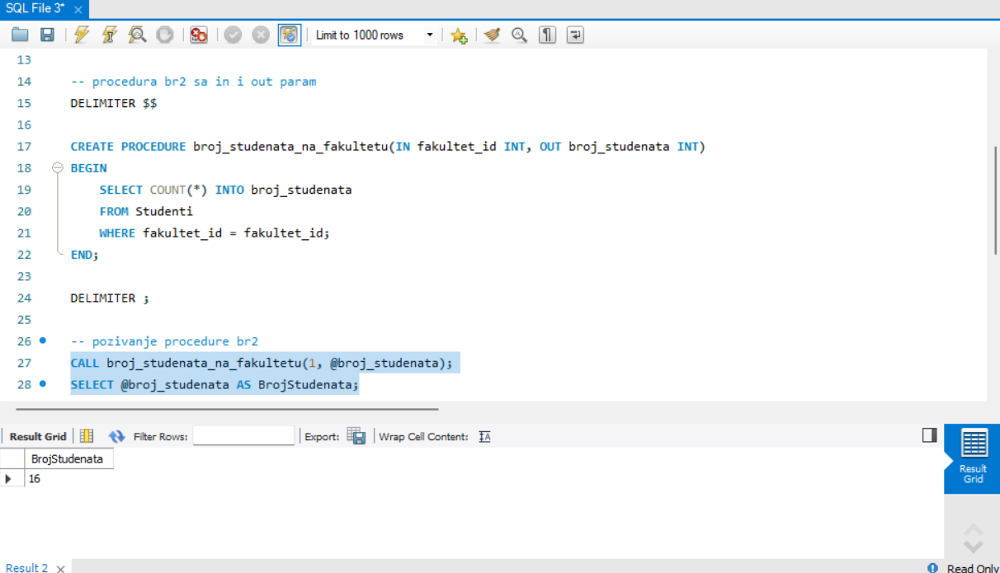 SQL File 3*
Limit to 1000 rows
13
14 -- procedura br2 sa in i out param
15 DELIMITER $$
16
17 CREATE PROCEDURE broj_studenata_na_fakultetu(IN fakultet_id INT, OUT broj_studenata INT)
18 BEGIN
19 SELECT COUNT(*) INTO broj_studenata
20 FROM Studenti
21 WHERE fakultet_id = fakultet_id;
22 END;
23
24 DELIMITER ;
25
26 -- pozivanje procedure br2
27 CALL broj_studenata_na_fakultetu(1, @broj_studenata);
28 SELECT @broj_studenata AS BrojStudenata;
Result Grid Filter Rows: Export: Wrap Cell Content: IA
BrojStudenata
16
Result
Grid
Result 2 Read Only